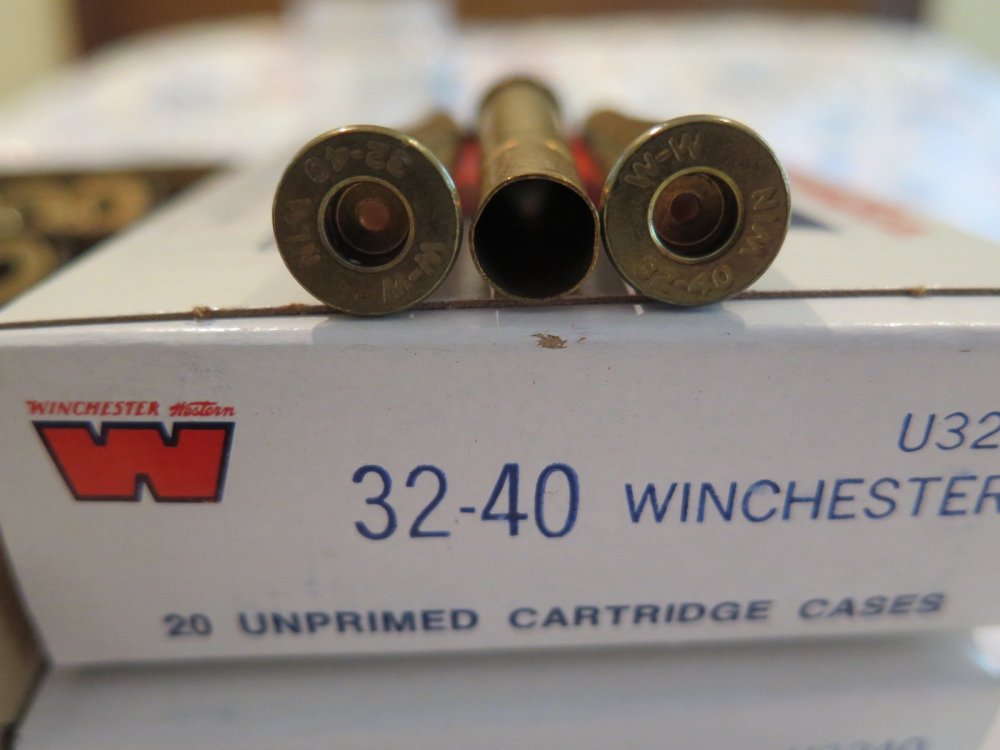 32-40
WIN
W-W
W-W
WIN
32-40
WINCHESTER Western
W
U32
32-40 WINCHESTER
20 UNPRIMED CARTRIDGE CASES